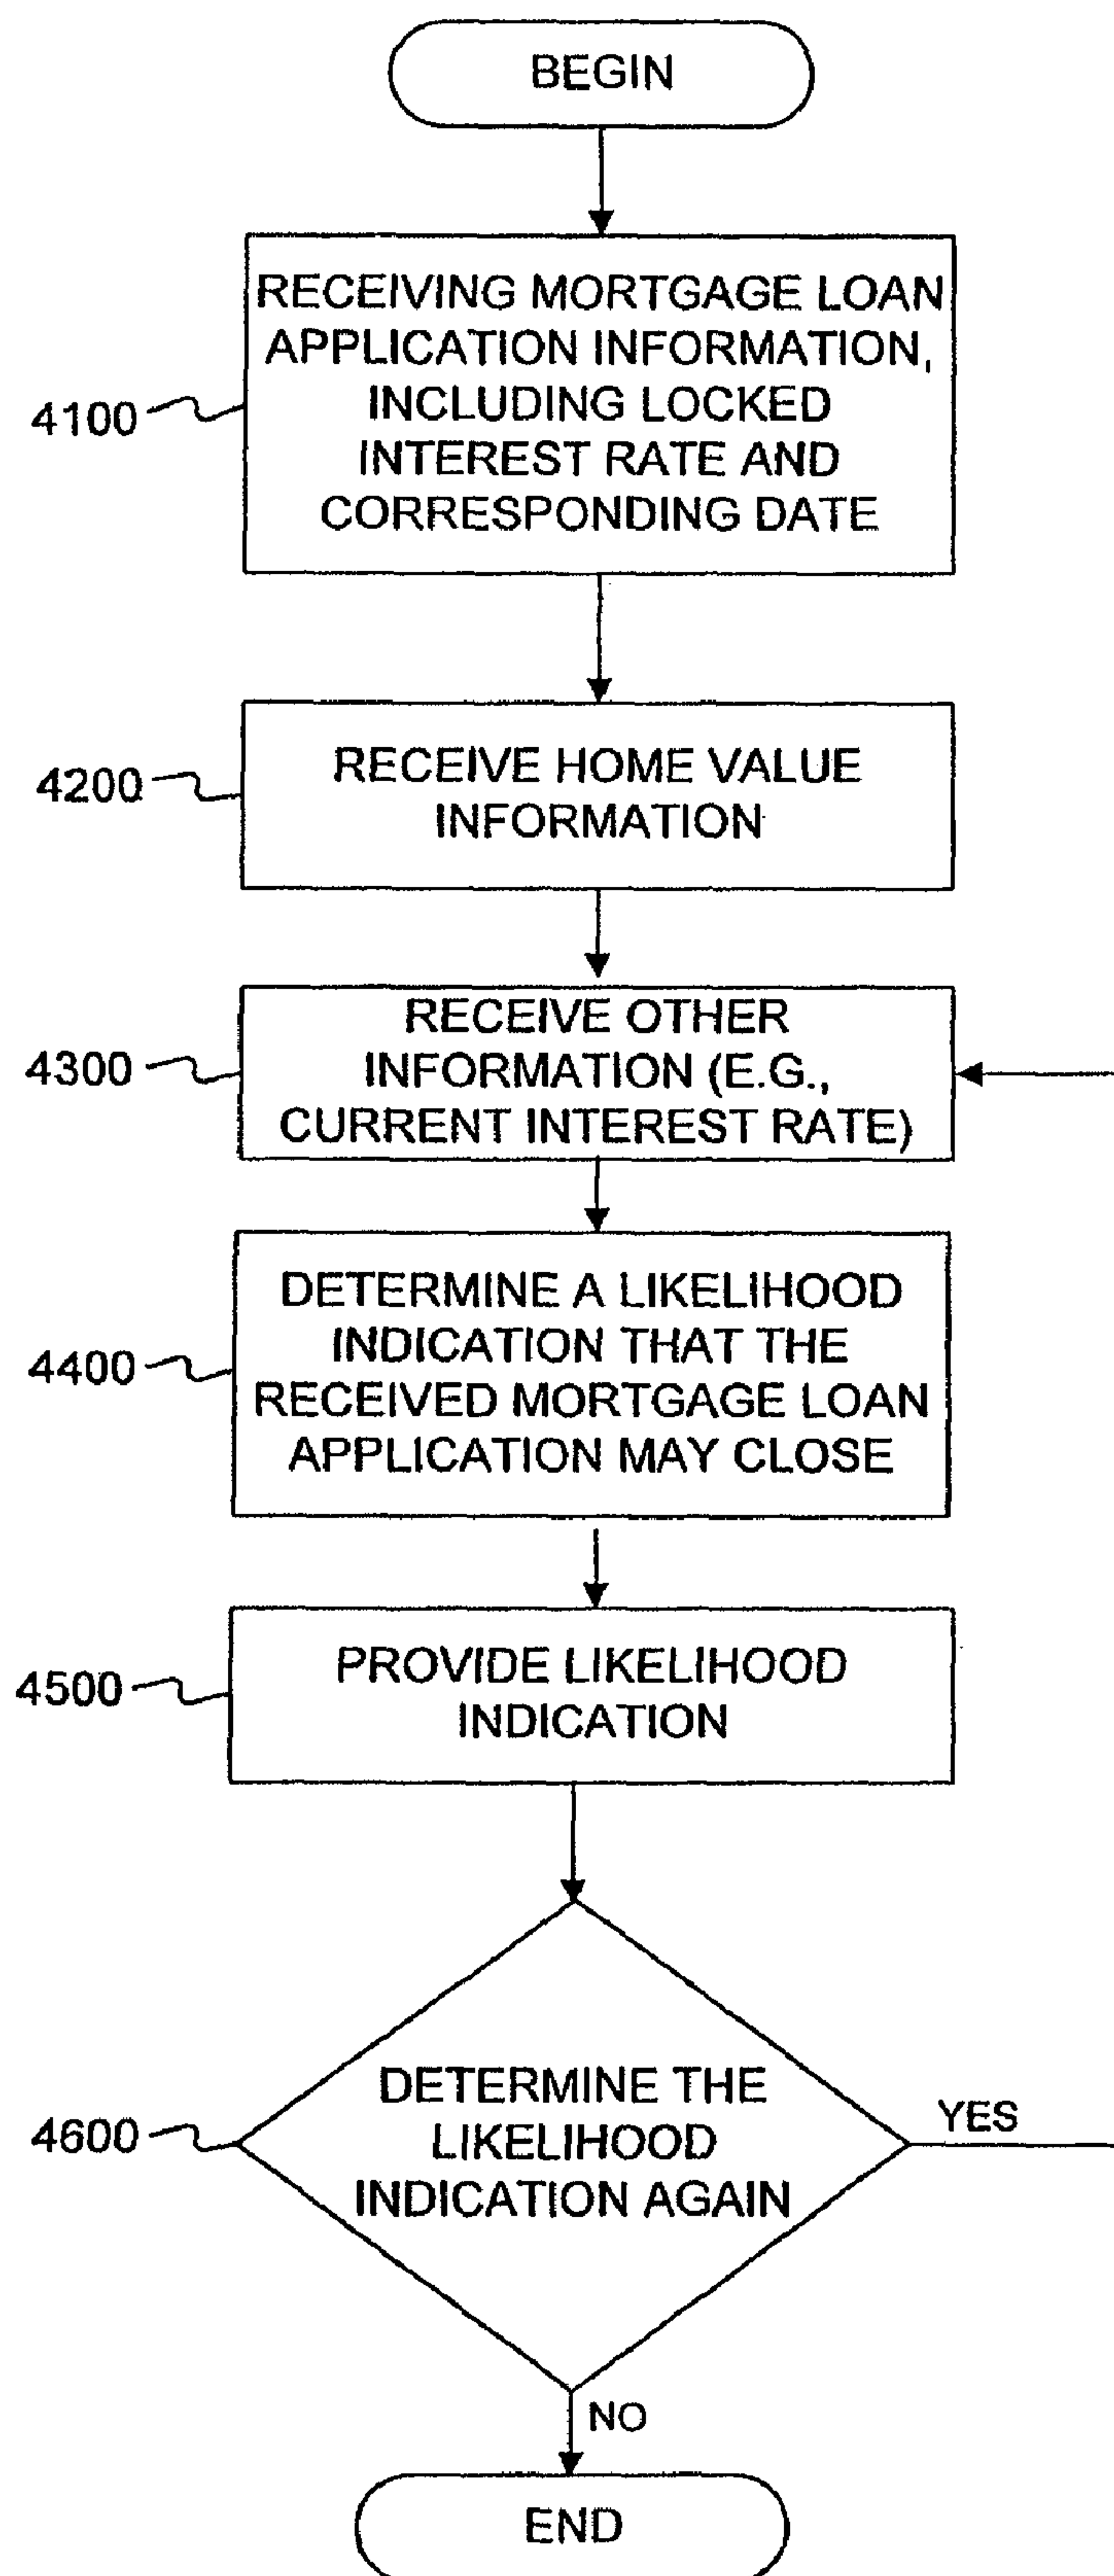 BEGIN
RECEIVING MORTGAGE LOAN
APPLICATION INFORMATION,
INCLUDING LOCKED
INTEREST RATE AND
CORRESPONDING DATE
4100
RECEIVE HOME VALUE
INFORMATION
4200
RECEIVE OTHER
INFORMATION (E.G.,
CURRENT INTEREST RATE)
4300
DETERMINE A LIKELIHOOD
INDICATION THAT THE
RECEIVED MORTGAGE LOAN
APPLICATION MAY CLOSE
4400
PROVIDE LIKELIHOOD
INDICATION
4500
DETERMINE THE
LIKELIHOOD
INDICATION AGAIN
4600
YES
NO
END